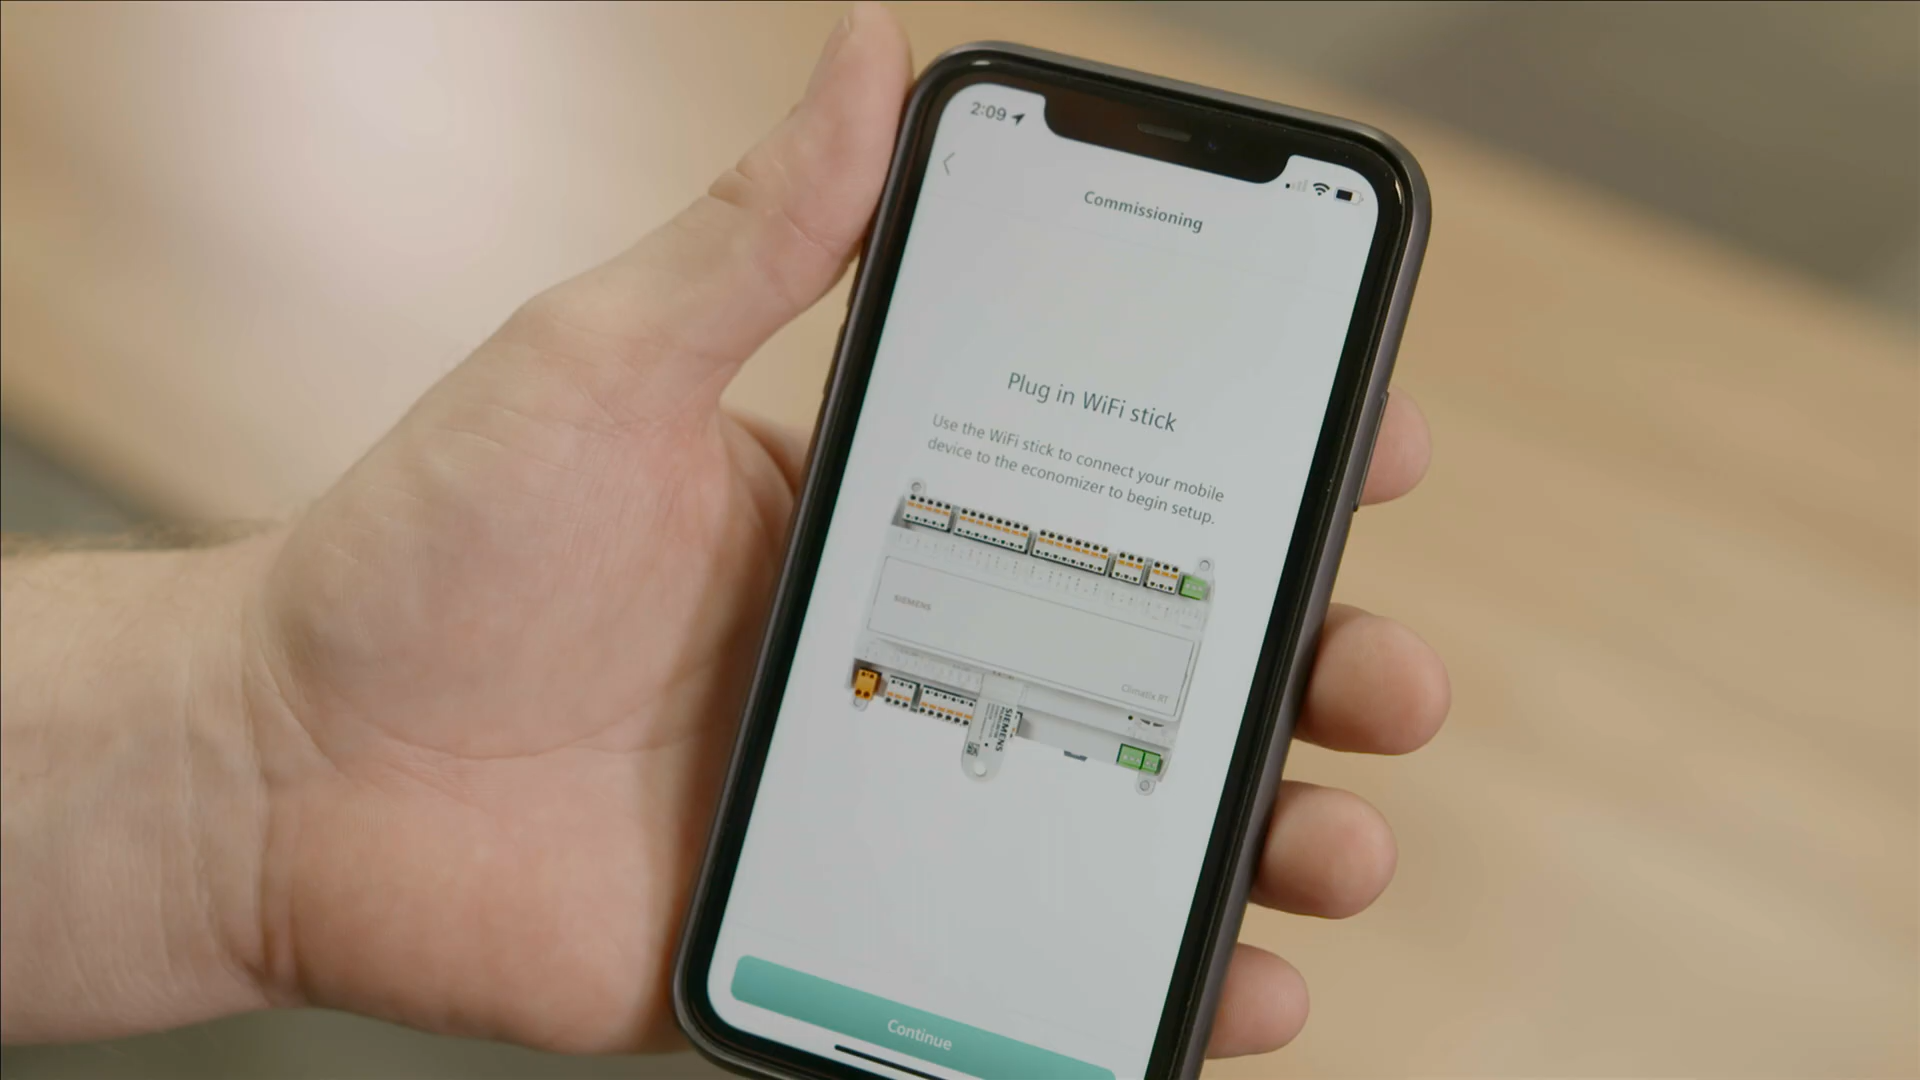 2:09
Commissioning
Plug in WiFi stick
Use the WiFi stick to connect your mobile
device to the economizer to begin setup.
SIEMENS
Climatix RT
SIEMENS
Continue